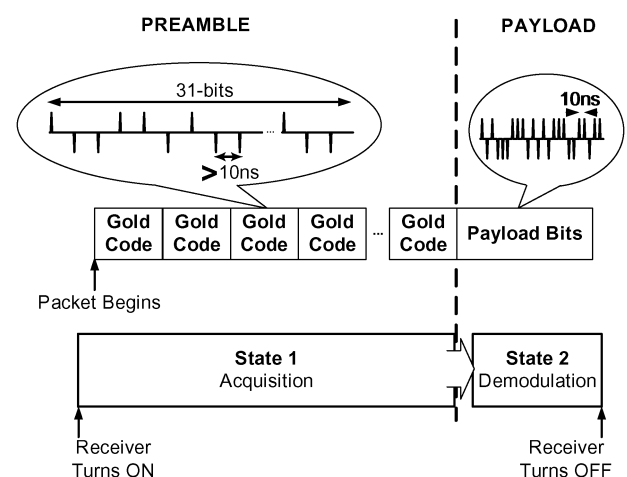 PREAMBLE
PAYLOAD
31-bits
...
>10ns
10ns
Gold Code
Gold Code
Gold Code
Gold Code
...
Gold Code
Payload Bits
Packet Begins
State 1
Acquisition
State 2
Demodulation
Receiver
Turns ON
Receiver
Turns OFF